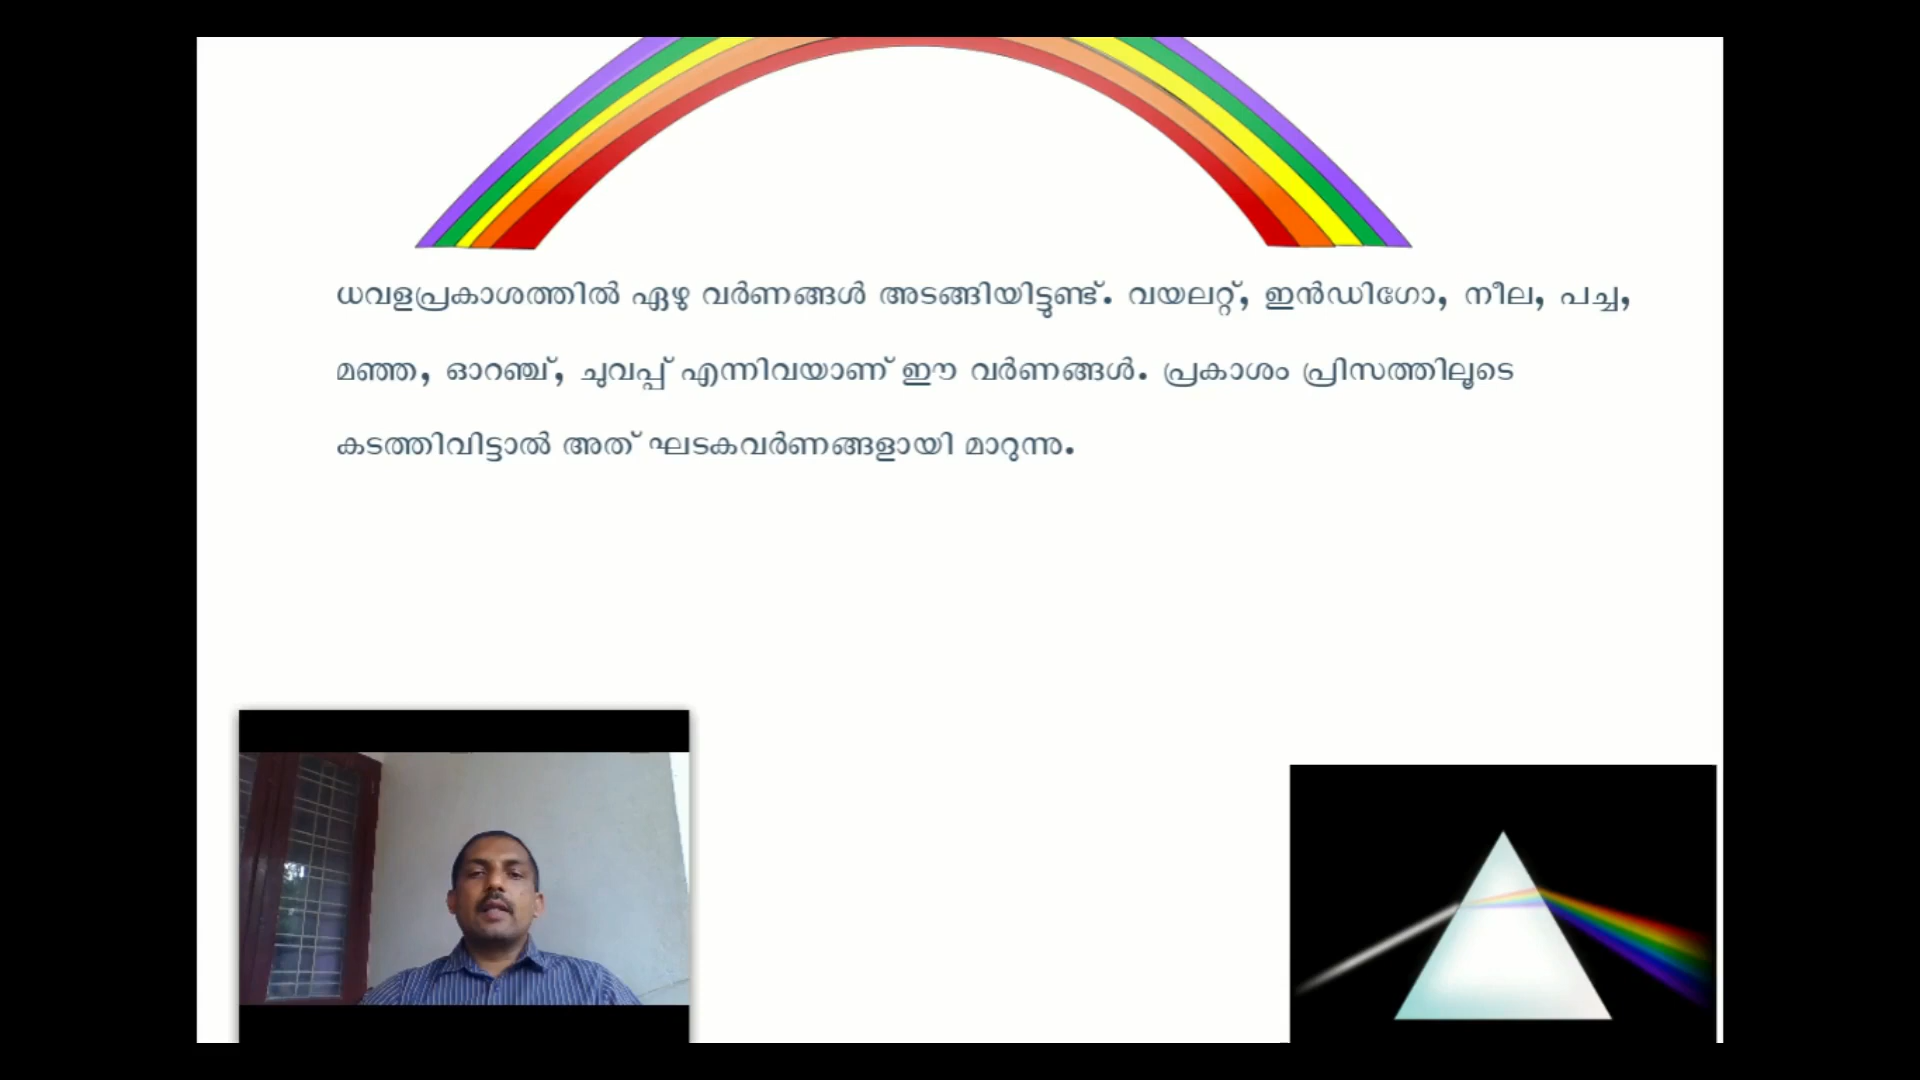 ധവളപ്രകാശത്തിൽ ഏഴു വർണങ്ങൾ അടങ്ങിയിട്ടുണ്ട്. വയലറ്റ്, ഇൻഡിഗോ, നീല, പച്ച,
മഞ്ഞ, ഓറഞ്ച്, ചുവപ്പ് എന്നിവയാണ് ഈ വർണങ്ങൾ. പ്രകാശം പ്രിസത്തിലൂടെ
കടത്തിവിട്ടാൽ അത് ഘടകവർണങ്ങളായി മാറുന്നു.